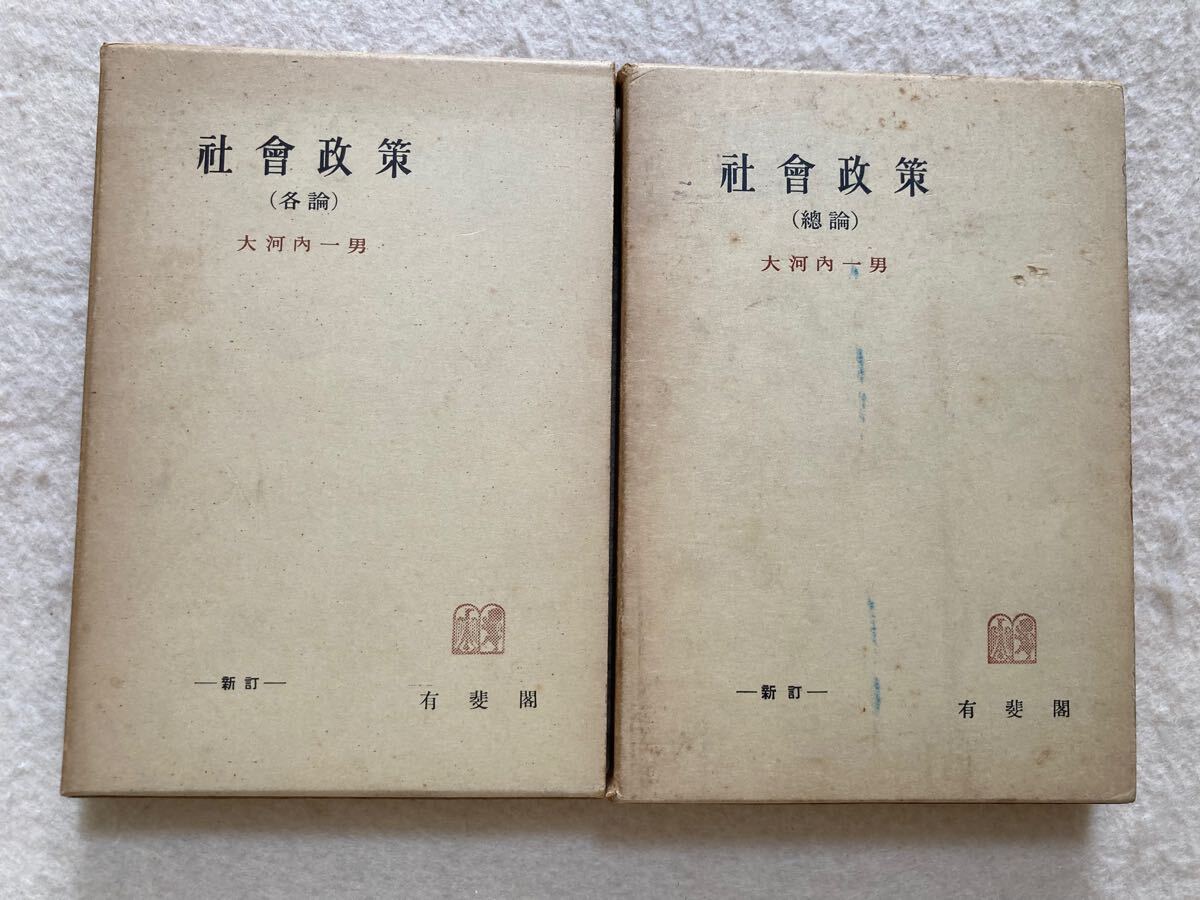 社會政策
（各論）
大河內一男
—新訂—
有斐閣
社會政策
（總論）
大河內一男
—新訂—
有斐閣